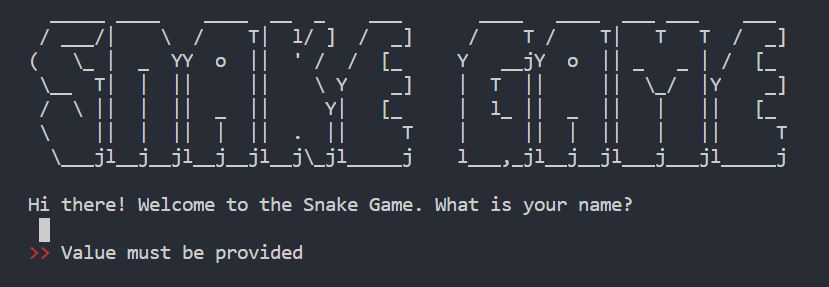 SNAKE GAME
Hi there! Welcome to the Snake Game. What is your name?
>> Value must be provided